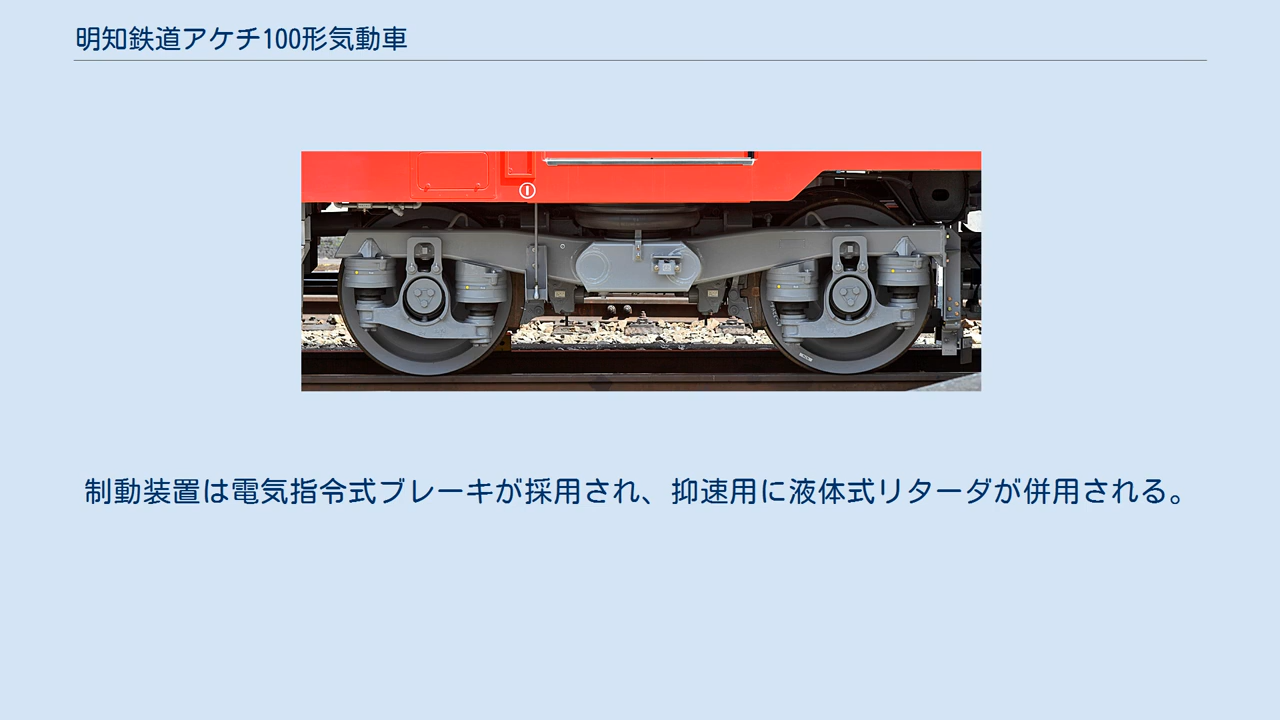 明知鉄道アケチ100形気動車
制動装置は電気指令式ブレーキが採用され、抑速用に液体式リターダが併用される。